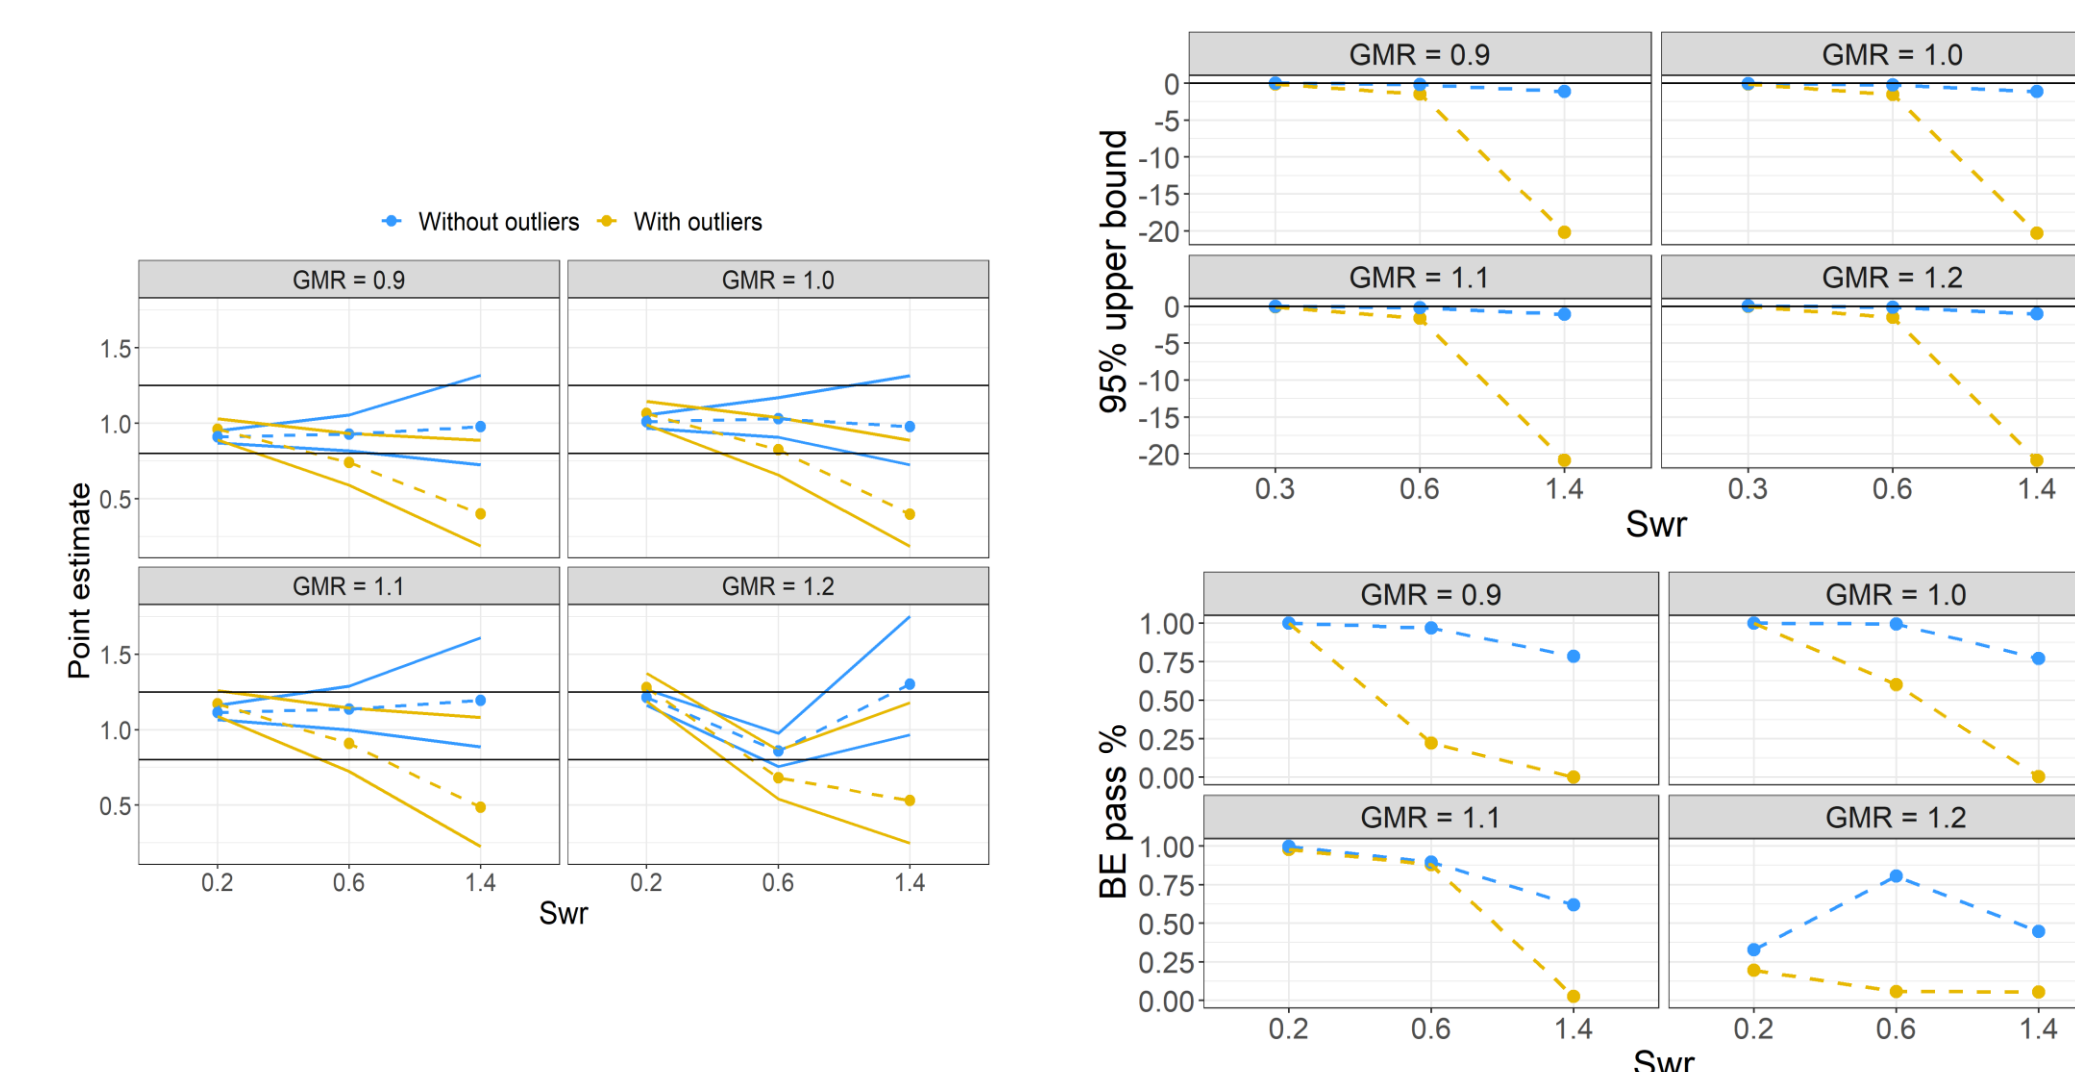 Without outliers With outliers
GMR = 0.9 GMR = 1.0
1.5
1.0
0.5
GMR = 1.1 GMR = 1.2
1.5
1.0
0.5
Point estimate
0.2 0.6 1.4 0.2 0.6 1.4
Swr
GMR = 0.9 GMR = 1.0
0
-5
-10
-15
-20
GMR = 1.1 GMR = 1.2
0
-5
-10
-15
-20
95% upper bound
0.3 0.6 1.4 0.3 0.6 1.4
Swr
GMR = 0.9 GMR = 1.0
1.00
0.75
0.50
0.25
0.00
GMR = 1.1 GMR = 1.2
1.00
0.75
0.50
0.25
0.00
BE pass %
0.2 0.6 1.4 0.2 0.6 1.4
Swr